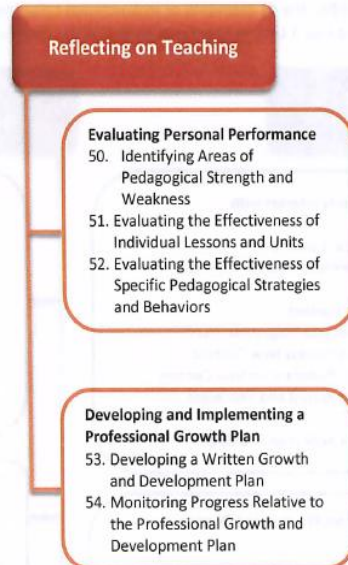 Reflecting on Teaching
Evaluating Personal Performance
50. Identifying Areas of
Pedagogical Strength and
Weakness
51. Evaluating the Effectiveness of
Individual Lessons and Units
52. Evaluating the Effectiveness of
Specific Pedagogical Strategies
and Behaviors
Developing and Implementing a
Professional Growth Plan
53. Developing a Written Growth
and Development Plan
54. Monitoring Progress Relative to
the Professional Growth and
Development Plan